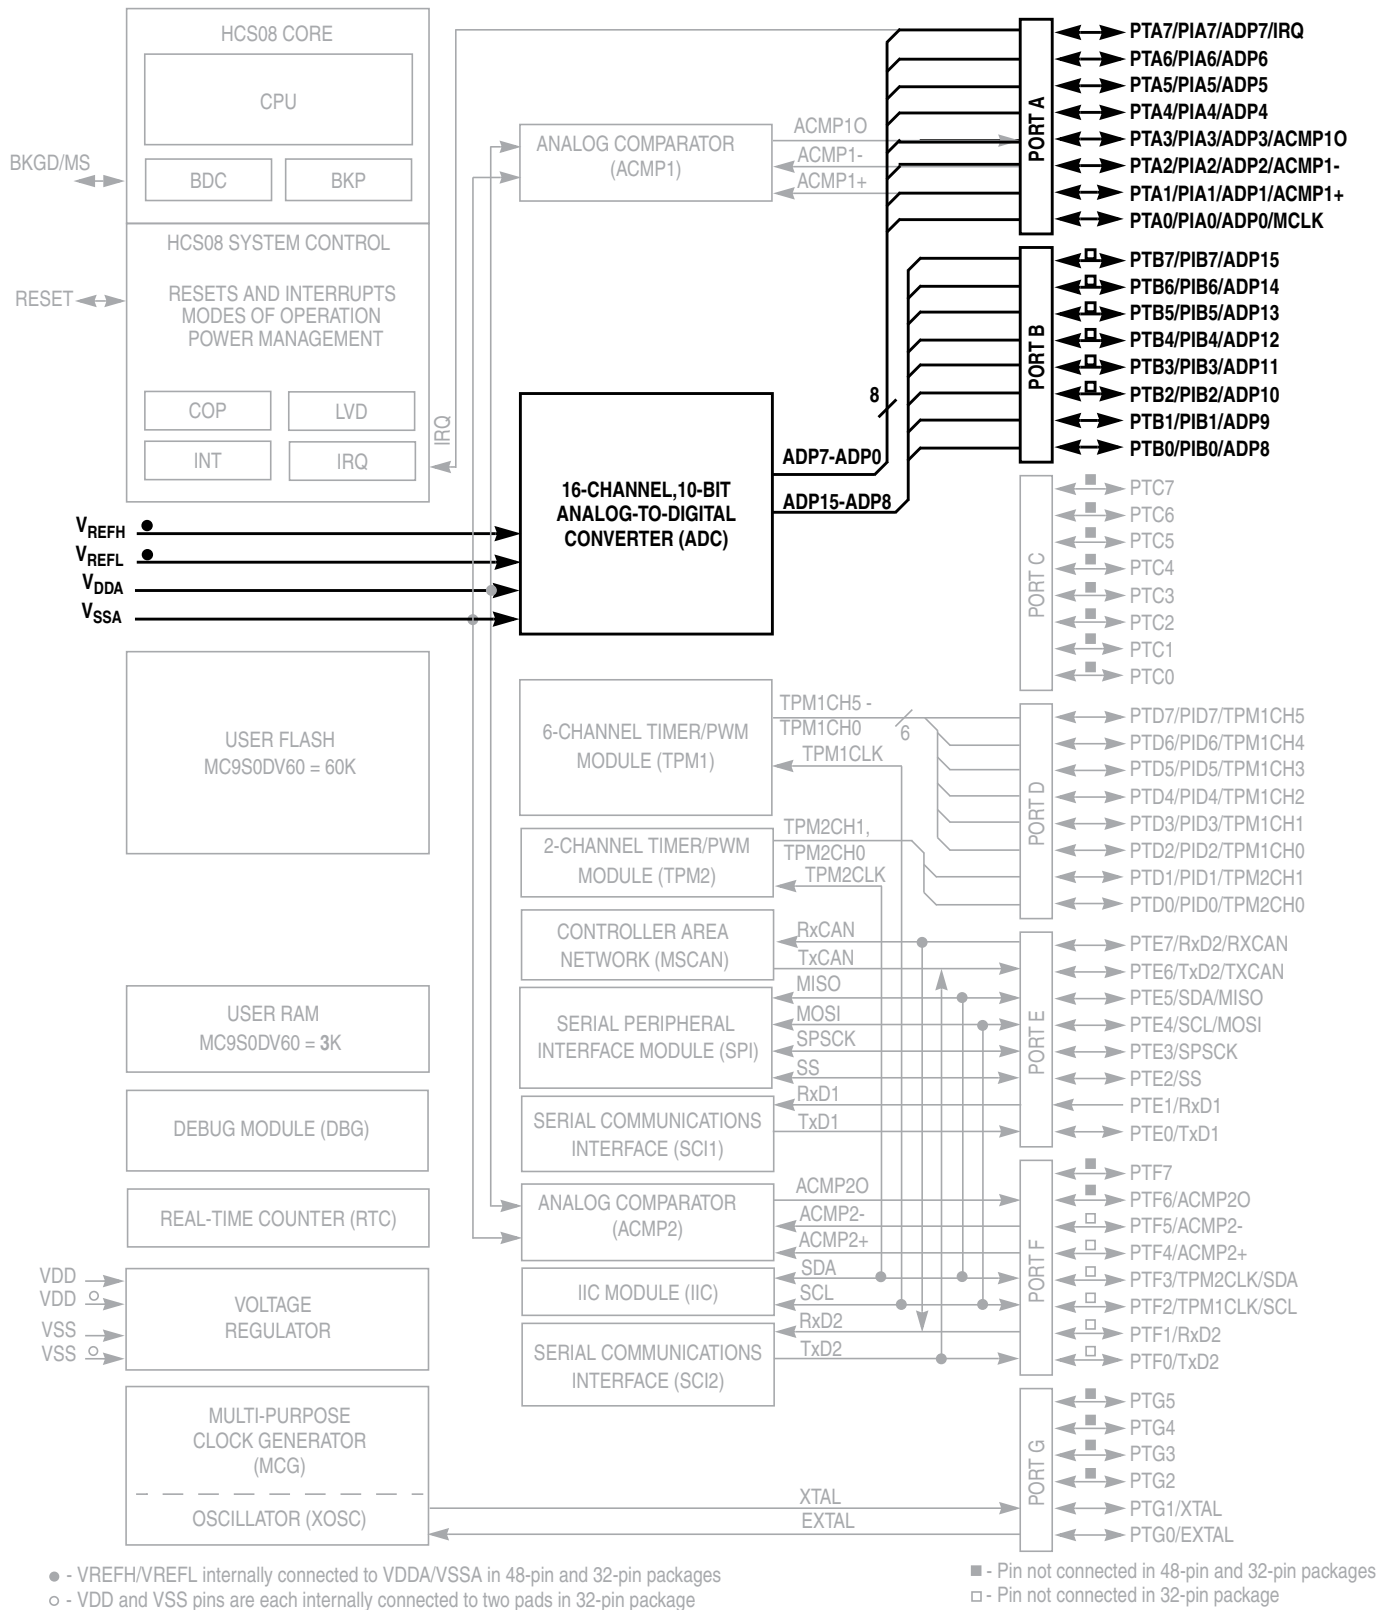 HCS08 CORE
CPU
BDC
BKP
BKGD/MS
HCS08 SYSTEM CONTROL
RESETS AND INTERRUPTS
MODES OF OPERATION
POWER MANAGEMENT
RESET
COP
LVD
INT
IRQ
IRQ
VREFH
VREFL
VDDA
VSSA
USER FLASH
MC9S0DV60 = 60K
USER RAM
MC9S0DV60 = 3K
DEBUG MODULE (DBG)
REAL-TIME COUNTER (RTC)
VDD
VDD
VSS
VSS
VOLTAGE
REGULATOR
MULTI-PURPOSE
CLOCK GENERATOR
(MCG)
OSCILLATOR (XOSC)
ANALOG COMPARATOR
(ACMP1)
ACMP1O
ACMP1-
ACMP1+
16-CHANNEL,10-BIT
ANALOG-TO-DIGITAL
CONVERTER (ADC)
8
ADP7-ADP0
ADP15-ADP8
6-CHANNEL TIMER/PWM
MODULE (TPM1)
TPM1CH5 -
TPM1CH0
6
TPM1CLK
2-CHANNEL TIMER/PWM
MODULE (TPM2)
TPM2CH1,
TPM2CH0
TPM2CLK
CONTROLLER AREA
NETWORK (MSCAN)
RxCAN
TxCAN
SERIAL PERIPHERAL
INTERFACE MODULE (SPI)
MISO
MOSI
SPSCK
SS
SERIAL COMMUNICATIONS
INTERFACE (SCI1)
RxD1
TxD1
ANALOG COMPARATOR
(ACMP2)
ACMP2O
ACMP2-
ACMP2+
IIC MODULE (IIC)
SDA
SCL
SERIAL COMMUNICATIONS
INTERFACE (SCI2)
RxD2
TxD2
XTAL
EXTAL
PORT A
PTA7/PIA7/ADP7/IRQ
PTA6/PIA6/ADP6
PTA5/PIA5/ADP5
PTA4/PIA4/ADP4
PTA3/PIA3/ADP3/ACMP1O
PTA2/PIA2/ADP2/ACMP1-
PTA1/PIA1/ADP1/ACMP1+
PTA0/PIA0/ADP0/MCLK
PORT B
PTB7/PIB7/ADP15
PTB6/PIB6/ADP14
PTB5/PIB5/ADP13
PTB4/PIB4/ADP12
PTB3/PIB3/ADP11
PTB2/PIB2/ADP10
PTB1/PIB1/ADP9
PTB0/PIB0/ADP8
PORT C
PTC7
PTC6
PTC5
PTC4
PTC3
PTC2
PTC1
PTC0
PORT D
PTD7/PID7/TPM1CH5
PTD6/PID6/TPM1CH4
PTD5/PID5/TPM1CH3
PTD4/PID4/TPM1CH2
PTD3/PID3/TPM1CH1
PTD2/PID2/TPM1CH0
PTD1/PID1/TPM2CH1
PTD0/PID0/TPM2CH0
PORT E
PTE7/RxD2/RXCAN
PTE6/TxD2/TXCAN
PTE5/SDA/MISO
PTE4/SCL/MOSI
PTE3/SPSCK
PTE2/SS
PTE1/RxD1
PTE0/TxD1
PORT F
PTF7
PTF6/ACMP2O
PTF5/ACMP2-
PTF4/ACMP2+
PTF3/TPM2CLK/SDA
PTF2/TPM1CLK/SCL
PTF1/RxD2
PTF0/TxD2
PORT G
PTG5
PTG4
PTG3
PTG2
PTG1/XTAL
PTG0/EXTAL
● - VREFH/VREFL internally connected to VDDA/VSSA in 48-pin and 32-pin packages
○ - VDD and VSS pins are each internally connected to two pads in 32-pin package
■ - Pin not connected in 48-pin and 32-pin packages
□ - Pin not connected in 32-pin package